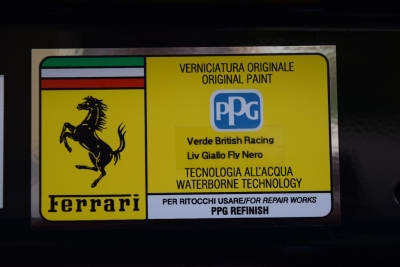 VERNICIATURA ORIGINALE
ORIGINAL PAINT
PPG
Verde British Racing
Liv Giallo Fly Nero
TECNOLOGIA ALL'ACQUA
WATERBORNE TECHNOLOGY
Ferrari
PER RITOCCHI USARE/FOR REPAIR WORKS
PPG REFINISH